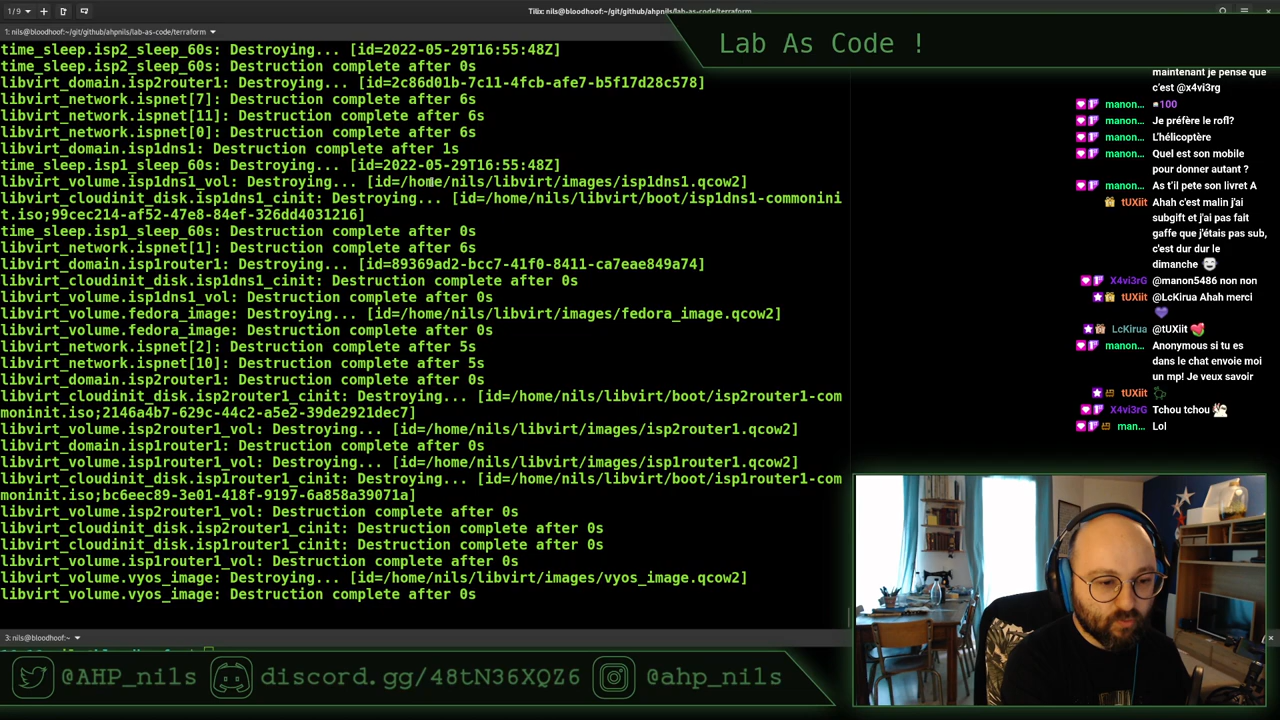 1/9
Tilix: nils@bloodhoof:~/git/github/ahpnils/lab-as-code/terraform
1: nils@bloodhoof:~/git/github/ahpnils/lab-as-code/terraform
Lab As Code !
time_sleep.isp2_sleep_60s: Destroying... [id=2022-05-29T16:55:48Z]
time_sleep.isp2_sleep_60s: Destruction complete after 0s
libvirt_domain.isp2router1: Destroying... [id=2c86d01b-7c11-4fcb-afe7-b5f17d28c578]
libvirt_network.ispnet[7]: Destruction complete after 6s
libvirt_network.ispnet[11]: Destruction complete after 6s
libvirt_network.ispnet[0]: Destruction complete after 6s
libvirt_domain.isp1dns1: Destruction complete after 1s
time_sleep.isp1_sleep_60s: Destroying... [id=2022-05-29T16:55:48Z]
libvirt_volume.isp1dns1_vol: Destroying... [id=/home/nils/libvirt/images/isp1dns1.qcow2]
libvirt_cloudinit_disk.isp1dns1_cinit: Destroying... [id=/home/nils/libvirt/boot/isp1dns1-commonini
t.iso;99cec214-af52-47e8-84ef-326dd4031216]
time_sleep.isp1_sleep_60s: Destruction complete after 0s
libvirt_network.ispnet[1]: Destruction complete after 6s
libvirt_domain.isp1router1: Destroying... [id=89369ad2-bcc7-41f0-8411-ca7eae849a74]
libvirt_cloudinit_disk.isp1dns1_cinit: Destruction complete after 0s
libvirt_volume.isp1dns1_vol: Destruction complete after 0s
libvirt_volume.fedora_image: Destroying... [id=/home/nils/libvirt/images/fedora_image.qcow2]
libvirt_volume.fedora_image: Destruction complete after 0s
libvirt_network.ispnet[2]: Destruction complete after 5s
libvirt_network.ispnet[10]: Destruction complete after 5s
libvirt_domain.isp2router1: Destruction complete after 0s
libvirt_cloudinit_disk.isp2router1_cinit: Destroying... [id=/home/nils/libvirt/boot/isp2router1-com
moninit.iso;2146a4b7-629c-44c2-a5e2-39de2921dec7]
libvirt_volume.isp2router1_vol: Destroying... [id=/home/nils/libvirt/images/isp2router1.qcow2]
libvirt_domain.isp1router1: Destruction complete after 0s
libvirt_volume.isp1router1_vol: Destroying... [id=/home/nils/libvirt/images/isp1router1.qcow2]
libvirt_cloudinit_disk.isp1router1_cinit: Destroying... [id=/home/nils/libvirt/boot/isp1router1-com
moninit.iso;bc6eec89-3e01-418f-9197-6a858a39071a]
libvirt_volume.isp2router1_vol: Destruction complete after 0s
libvirt_cloudinit_disk.isp2router1_cinit: Destruction complete after 0s
libvirt_cloudinit_disk.isp1router1_cinit: Destruction complete after 0s
libvirt_volume.isp1router1_vol: Destruction complete after 0s
libvirt_volume.vyos_image: Destroying... [id=/home/nils/libvirt/images/vyos_image.qcow2]
libvirt_volume.vyos_image: Destruction complete after 0s
3: nils@bloodhoof:~
maintenant je pense que
c'est @x4vi3rg
manon... 100
manon... Je préfère le rofl?
manon... L'hélicoptère
manon... Quel est son mobile
pour donner autant ?
manon... As t'il pete son livret A
tUXiit Ahah c'est malin j'ai
subgift et j'ai pas fait
gaffe que j'étais pas sub,
c'est dur dur le
dimanche
X4vi3rG @manon5486 non non
tUXiit @LcKirua Ahah merci
LcKirua @tUXiit
manon... Anonymous si tu es
dans le chat envoie moi
un mp! Je veux savoir
tUXiit
X4vi3rG Tchou tchou
man... Lol
@AHP_nils discord.gg/48tN36XQZ6 @ahp_nils